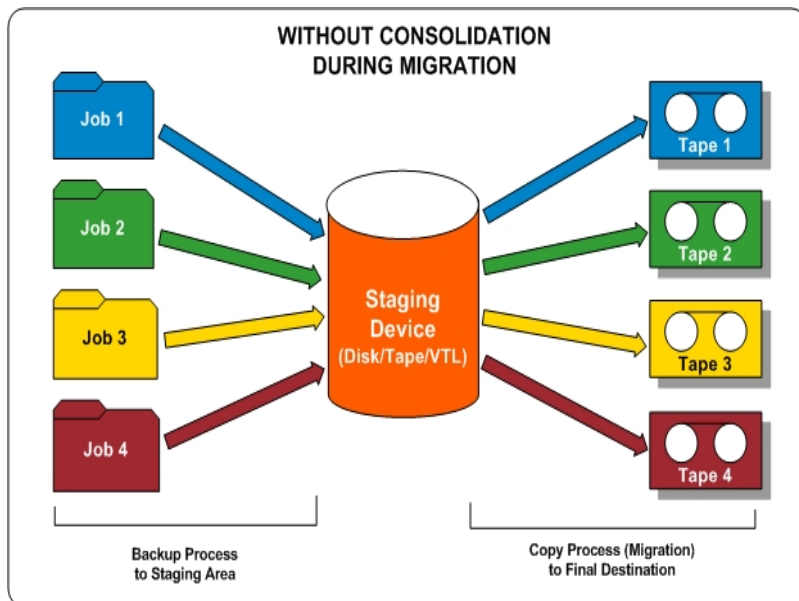 WITHOUT CONSOLIDATION
DURING MIGRATION
Job 1
Job 2
Job 3
Job 4
Staging
Device
(Disk/Tape/VTL)
Tape 1
Tape 2
Tape 3
Tape 4
Backup Process
to Staging Area
Copy Process (Migration)
to Final Destination